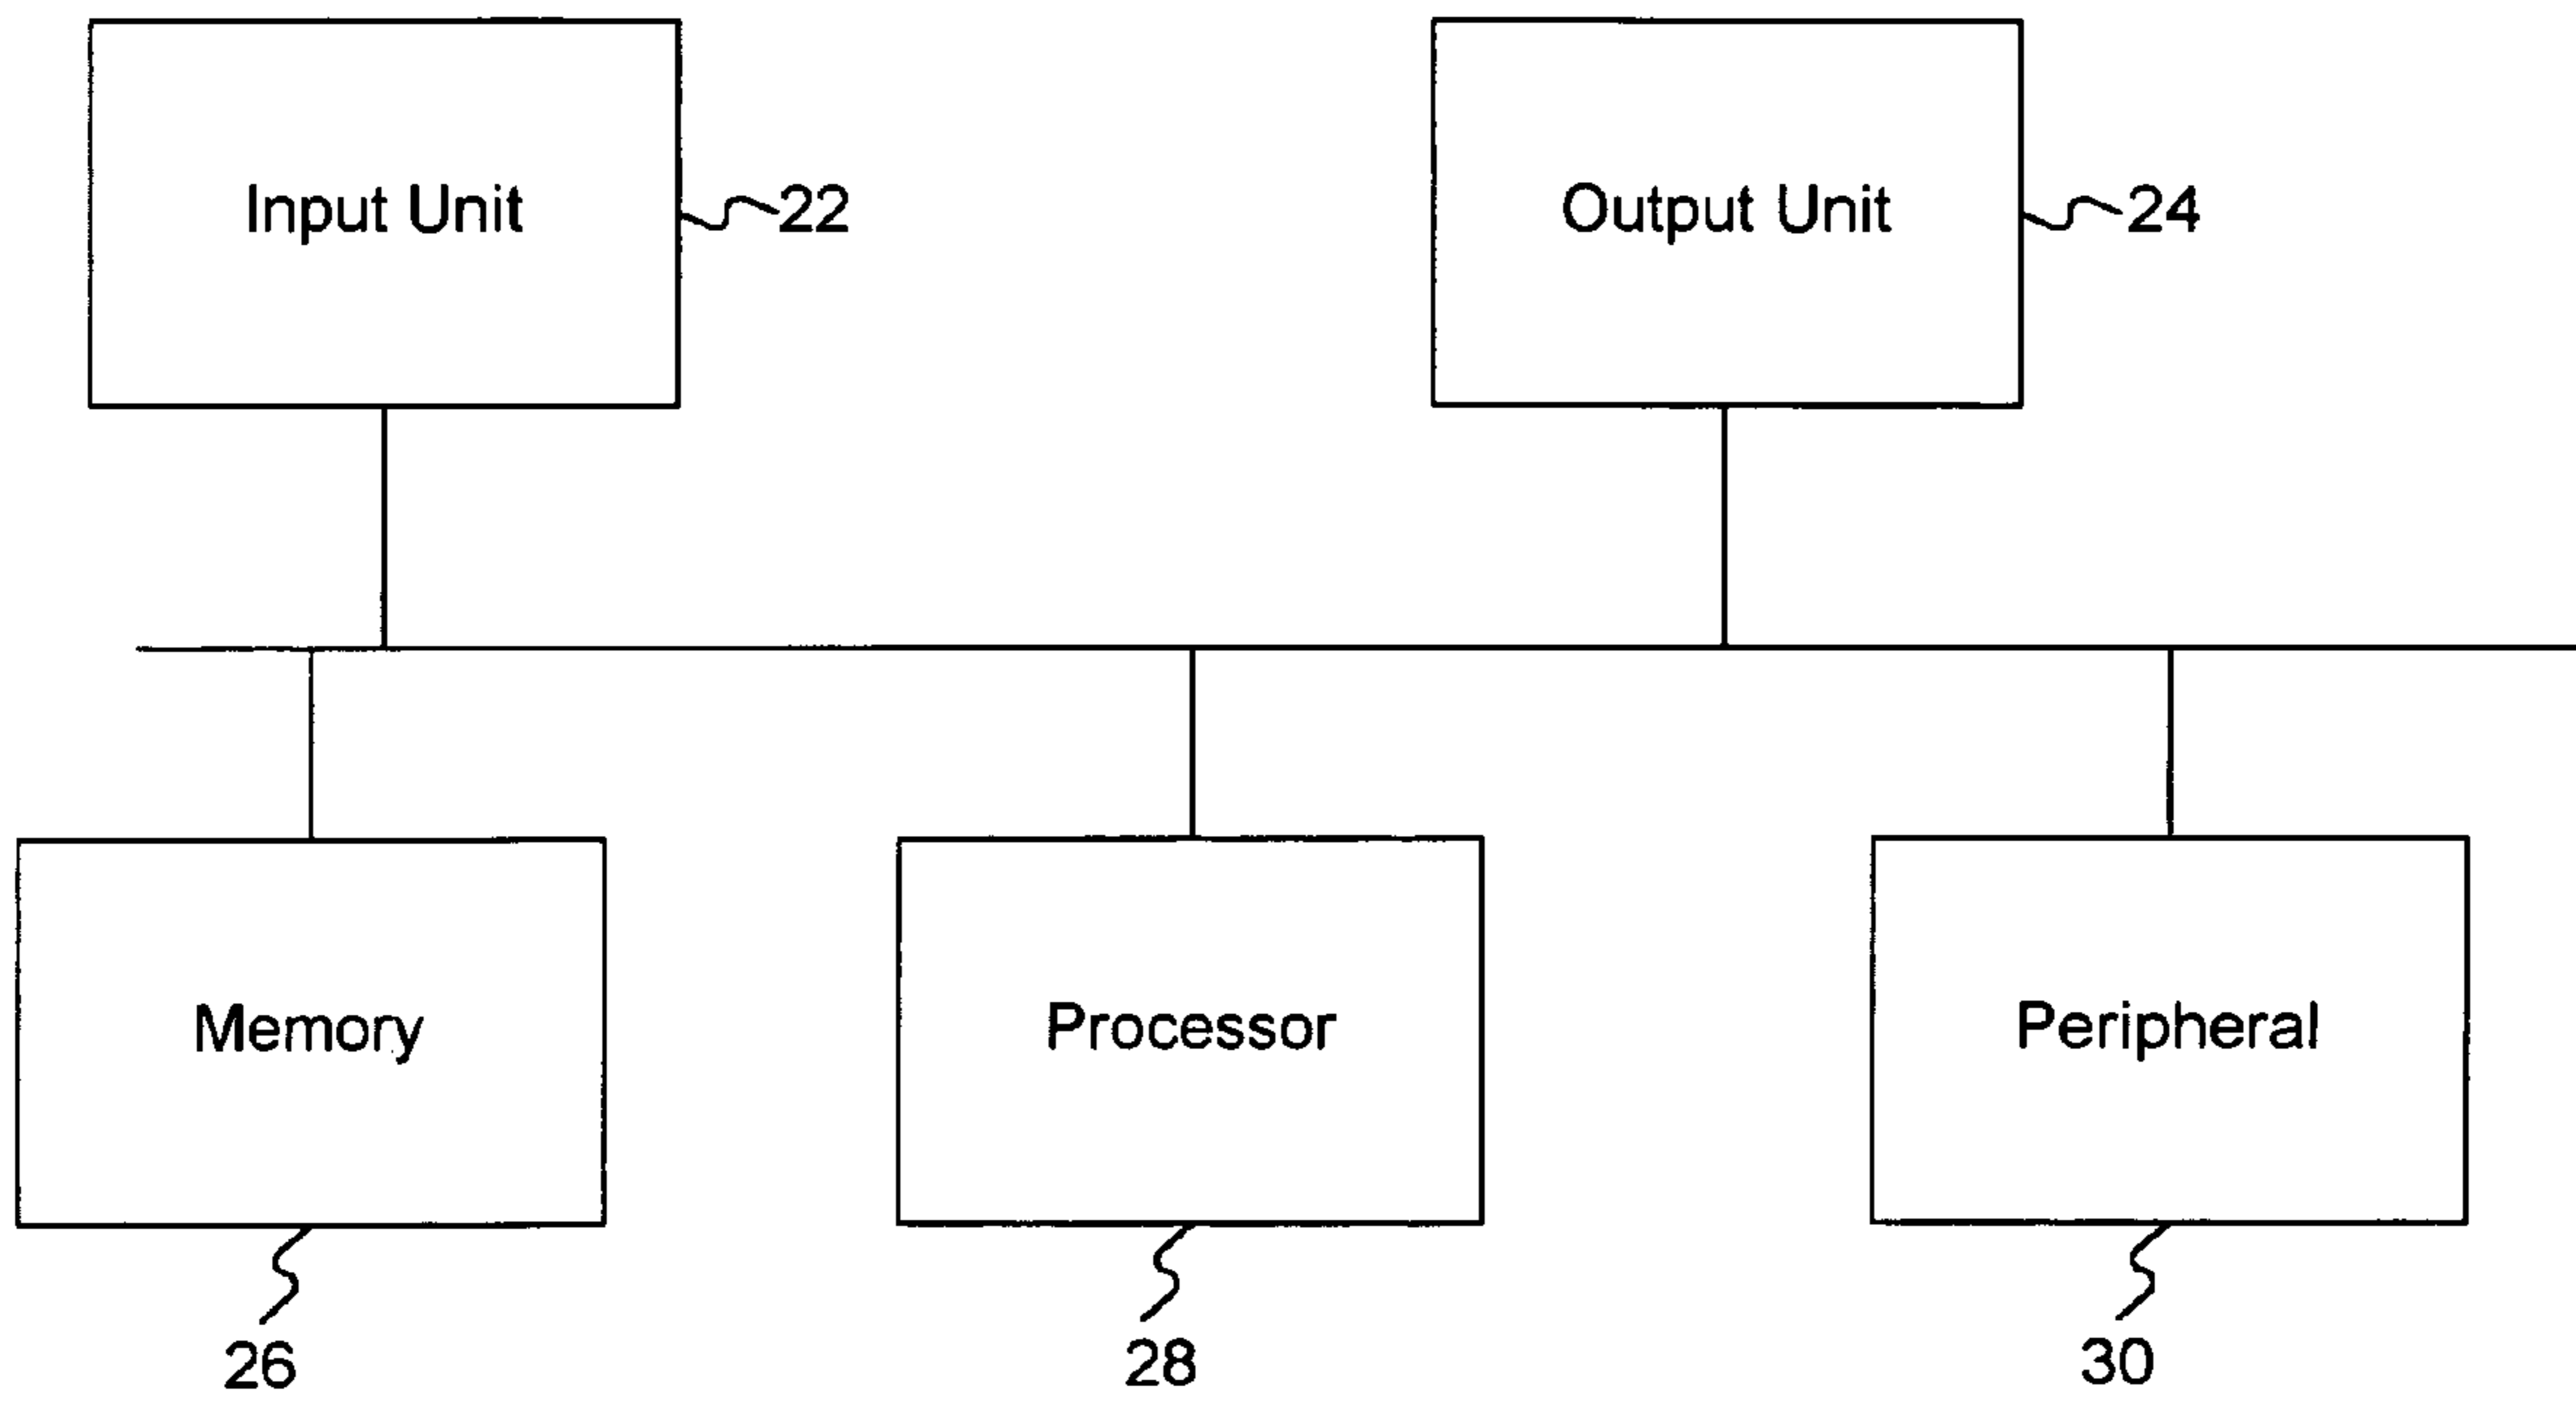 Input Unit
22
Output Unit
24
Memory
Processor
Peripheral
26
28
30